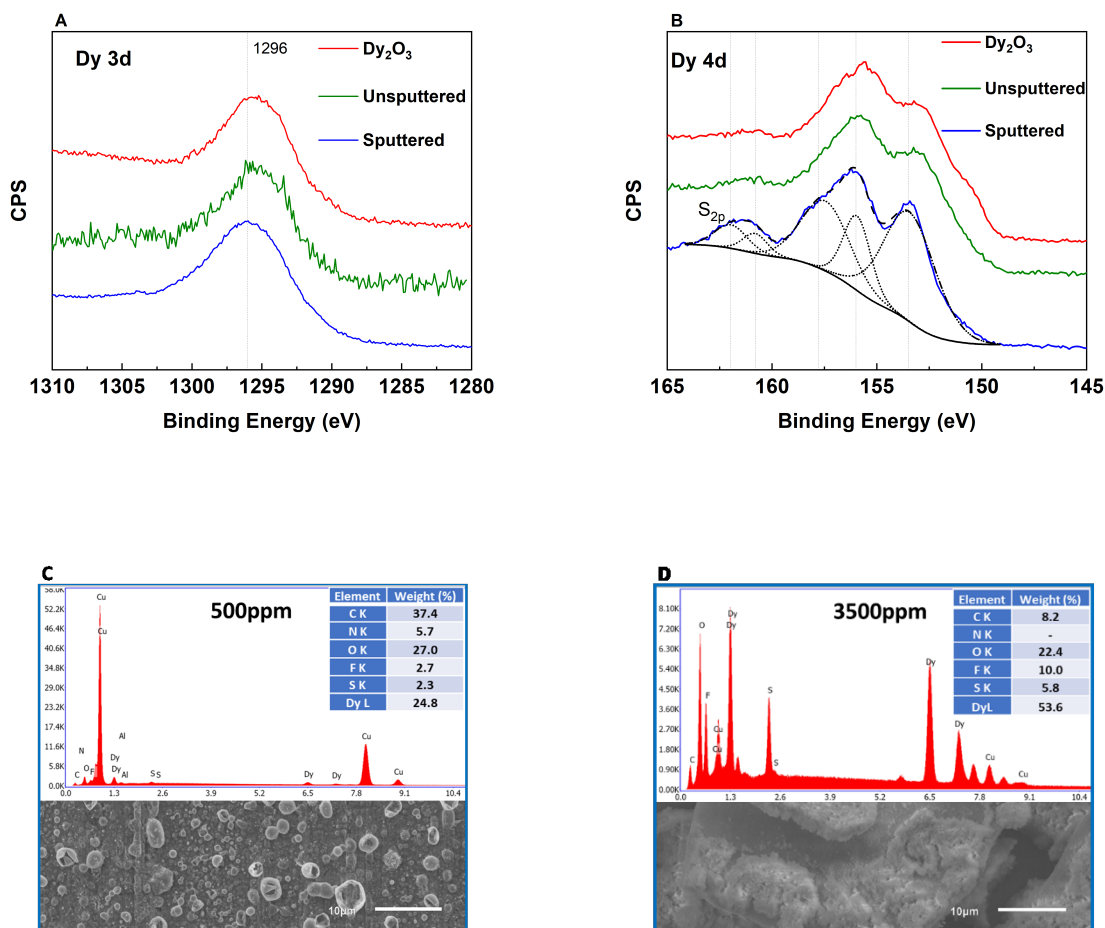 A
Dy 3d
1296
Dy₂O₃
Unsputtered
Sputtered
CPS
1310 1305 1300 1295 1290 1285 1280
Binding Energy (eV)
B
Dy 4d
Dy₂O₃
Unsputtered
Sputtered
S₂p
CPS
165 160 155 150 145
Binding Energy (eV)
C
500ppm
Element Weight (%)
C K 37.4
N K 5.7
O K 27.0
F K 2.7
S K 2.3
Dy L 24.8
58.0K
52.2K
46.4K
40.6K
34.8K
29.0K
23.2K
17.4K
11.6K
5.8K
0.0K
Cu
Cu
N
C
O
F
Al
Dy
Dy
Al
S S
Dy
Dy
Cu
Cu
0.0 1.3 2.6 3.9 5.2 6.5 7.8 9.1 10.4
10μm
D
3500ppm
Element Weight (%)
C K 8.2
N K -
O K 22.4
F K 10.0
S K 5.8
DyL 53.6
8.10K
7.20K
6.30K
5.40K
4.50K
3.60K
2.70K
1.80K
0.90K
0.00K
C
O
F
Cu
Cu
Dy
Dy
S
S
Dy
Dy
Cu
Cu
0.0 1.3 2.6 3.9 5.2 6.5 7.8 9.1 10.4
10μm